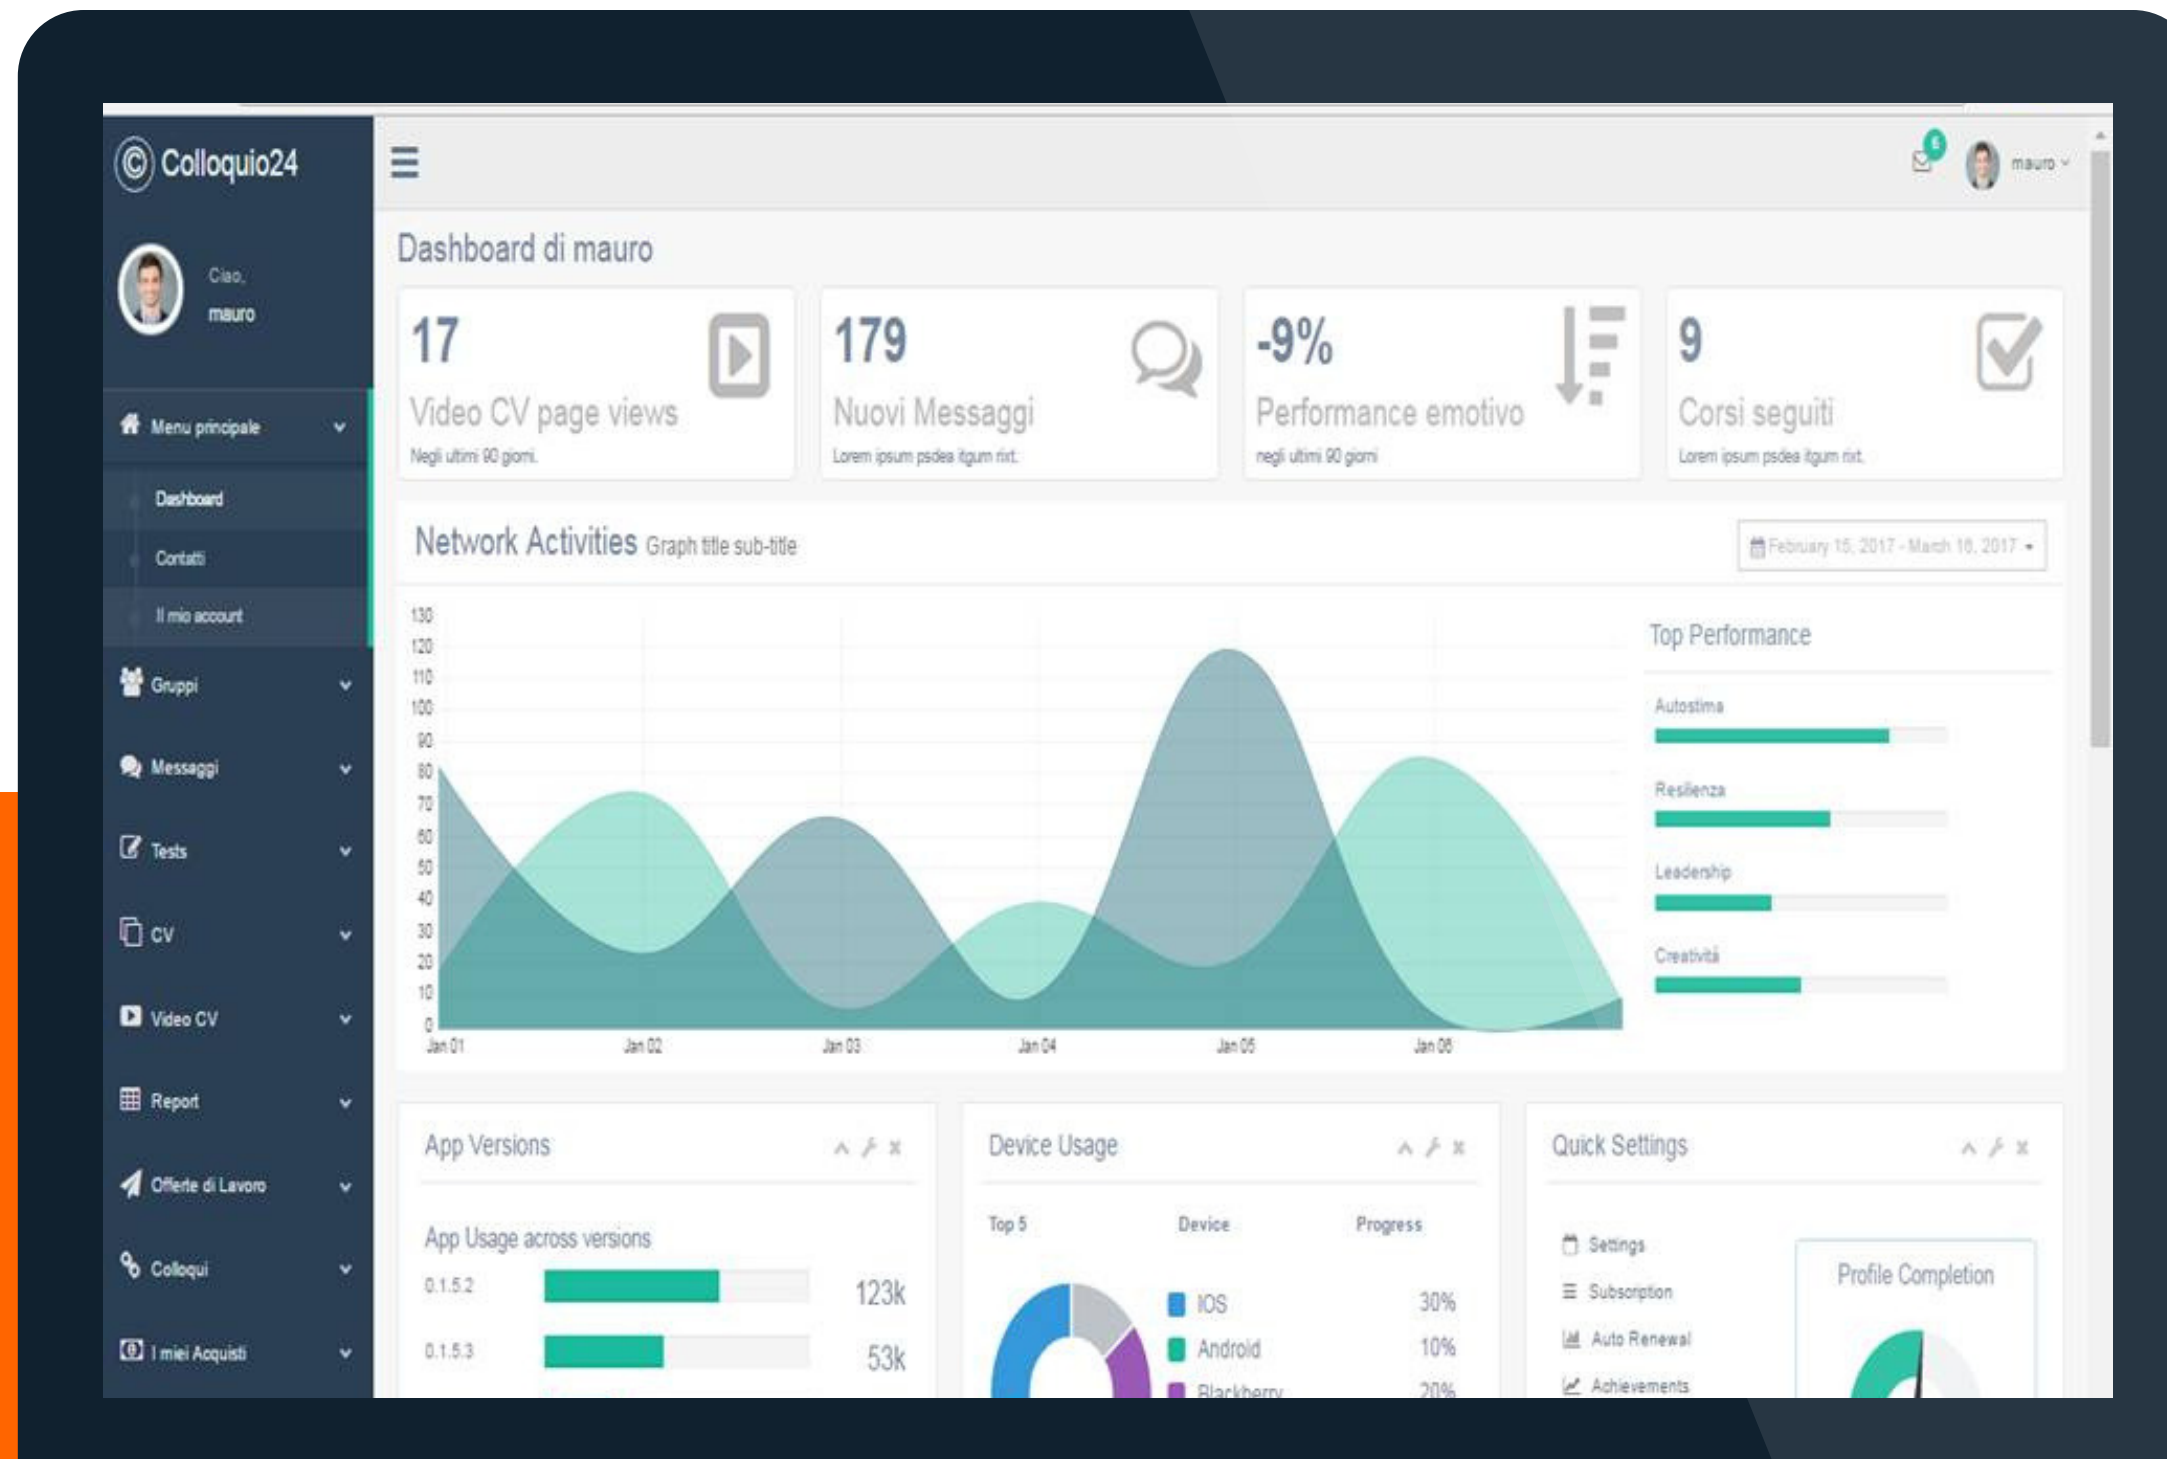 © Colloquio24
6
mauro
Ciao,
mauro
Menu principale
Dashboard
Contatti
Il mio account
Gruppi
Messaggi
Tests
CV
Video CV
Report
Offerte di Lavoro
Colloqui
I miei Acquisti
Dashboard di mauro
17
Video CV page views
Negli ultimi 90 giorni.
179
Nuovi Messaggi
Lorem ipsum psdea itgum rixt.
-9%
Performance emotivo
negli ultimi 90 giorni
9
Corsi seguiti
Lorem ipsum psdea itgum rixt.
Network Activities Graph title sub-title
February 15, 2017 - March 16, 2017
130
120
110
100
90
80
70
60
50
40
30
20
10
0
Jan 01 Jan 02 Jan 03 Jan 04 Jan 05 Jan 06
Top Performance
Autostima
Resilienza
Leadership
Creatività
App Versions
App Usage across versions
0.1.5.2 123k
0.1.5.3 53k
Device Usage
Top 5 Device Progress
IOS 30%
Android 10%
Blackberry 20%
Quick Settings
Settings
Subscription
Auto Renewal
Achievements
Profile Completion